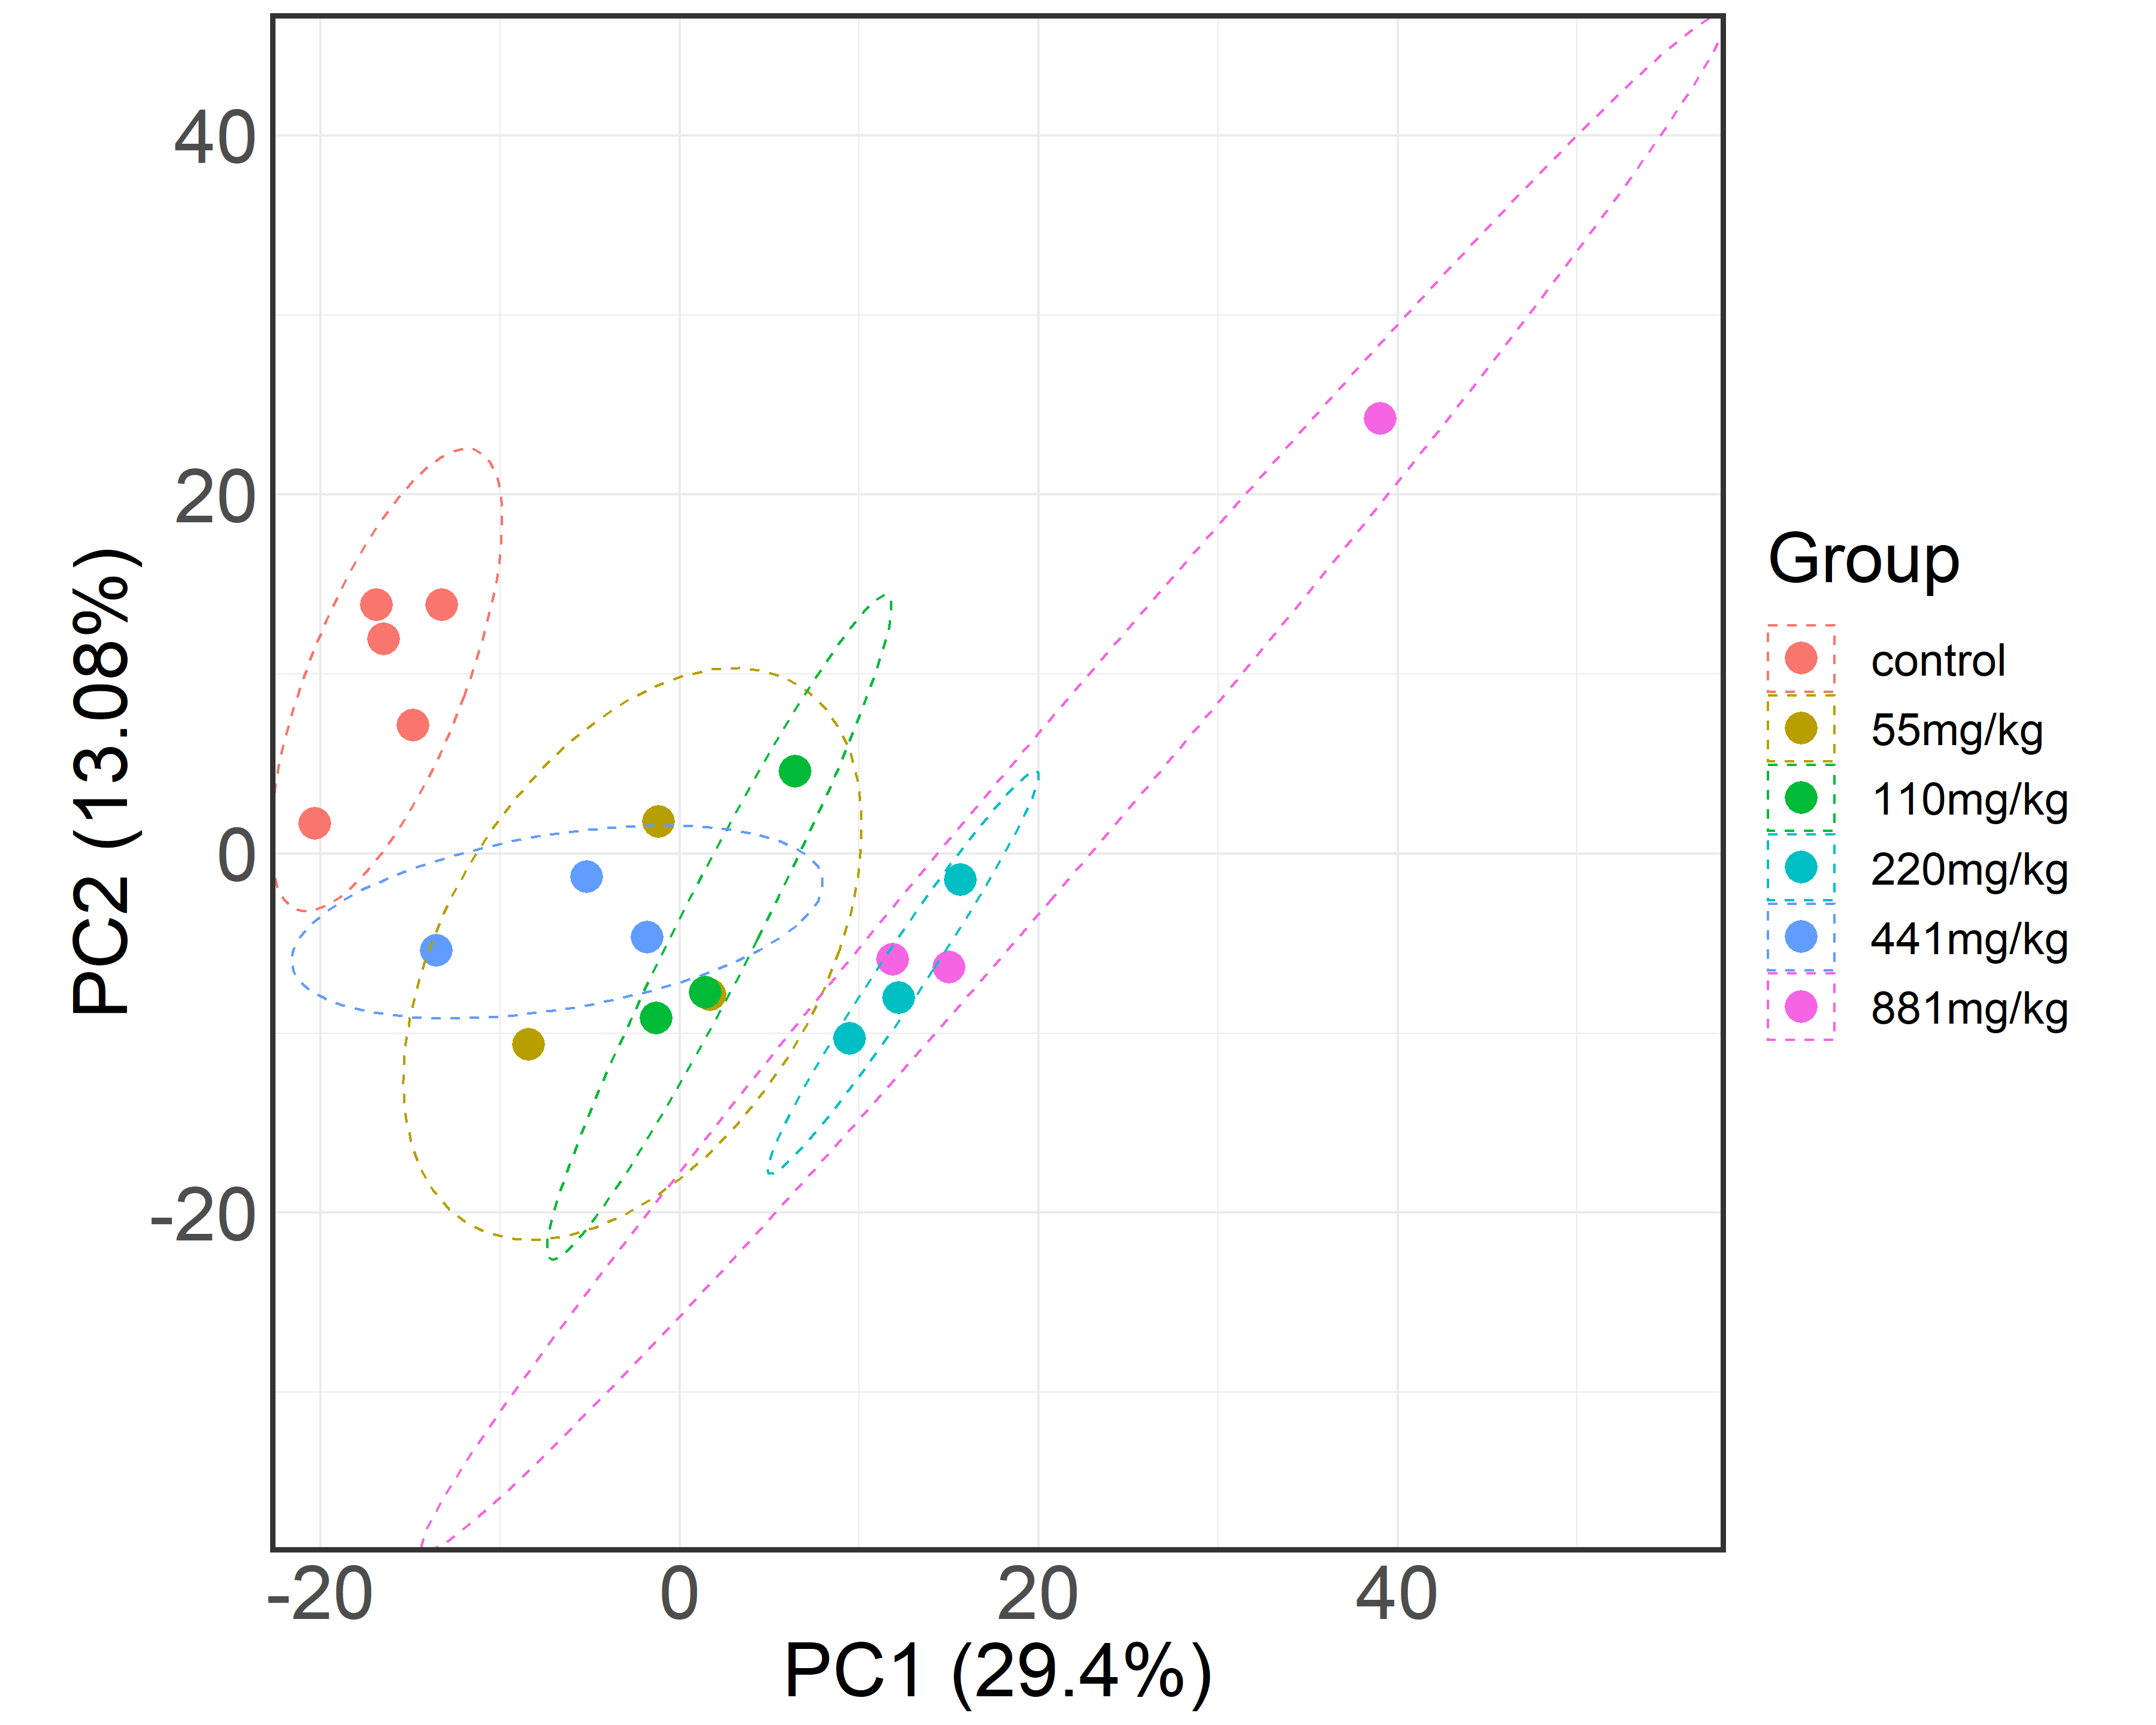 40
20
0
-20
PC2 (13.08%)
-20 0 20 40
PC1 (29.4%)
Group
control
55mg/kg
110mg/kg
220mg/kg
441mg/kg
881mg/kg